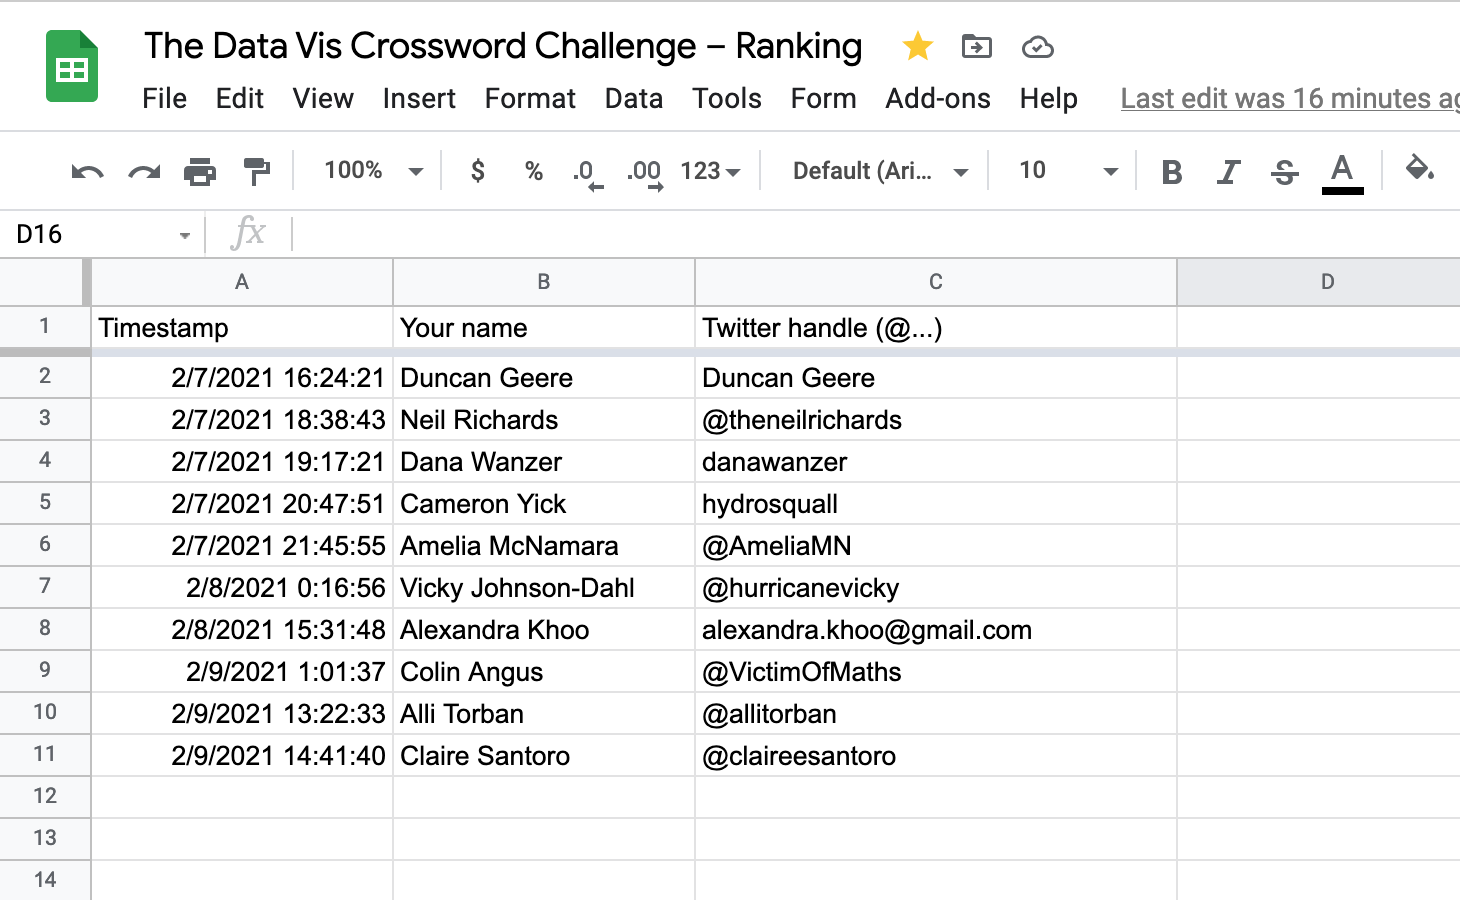 The Data Vis Crossword Challenge – Ranking
File Edit View Insert Format Data Tools Form Add-ons Help Last edit was 16 minutes
100% $ % .0 .00 123 Default (Ari... 10 B I S A
D16 fx
A B C D
1 Timestamp Your name Twitter handle (@...)
2 2/7/2021 16:24:21 Duncan Geere Duncan Geere
3 2/7/2021 18:38:43 Neil Richards @theneilrichards
4 2/7/2021 19:17:21 Dana Wanzer danawanzer
5 2/7/2021 20:47:51 Cameron Yick hydrosquall
6 2/7/2021 21:45:55 Amelia McNamara @AmeliaMN
7 2/8/2021 0:16:56 Vicky Johnson-Dahl @hurricanevicky
8 2/8/2021 15:31:48 Alexandra Khoo alexandra.khoo@gmail.com
9 2/9/2021 1:01:37 Colin Angus @VictimOfMaths
10 2/9/2021 13:22:33 Alli Torban @allitorban
11 2/9/2021 14:41:40 Claire Santoro @claireesantoro
12
13
14